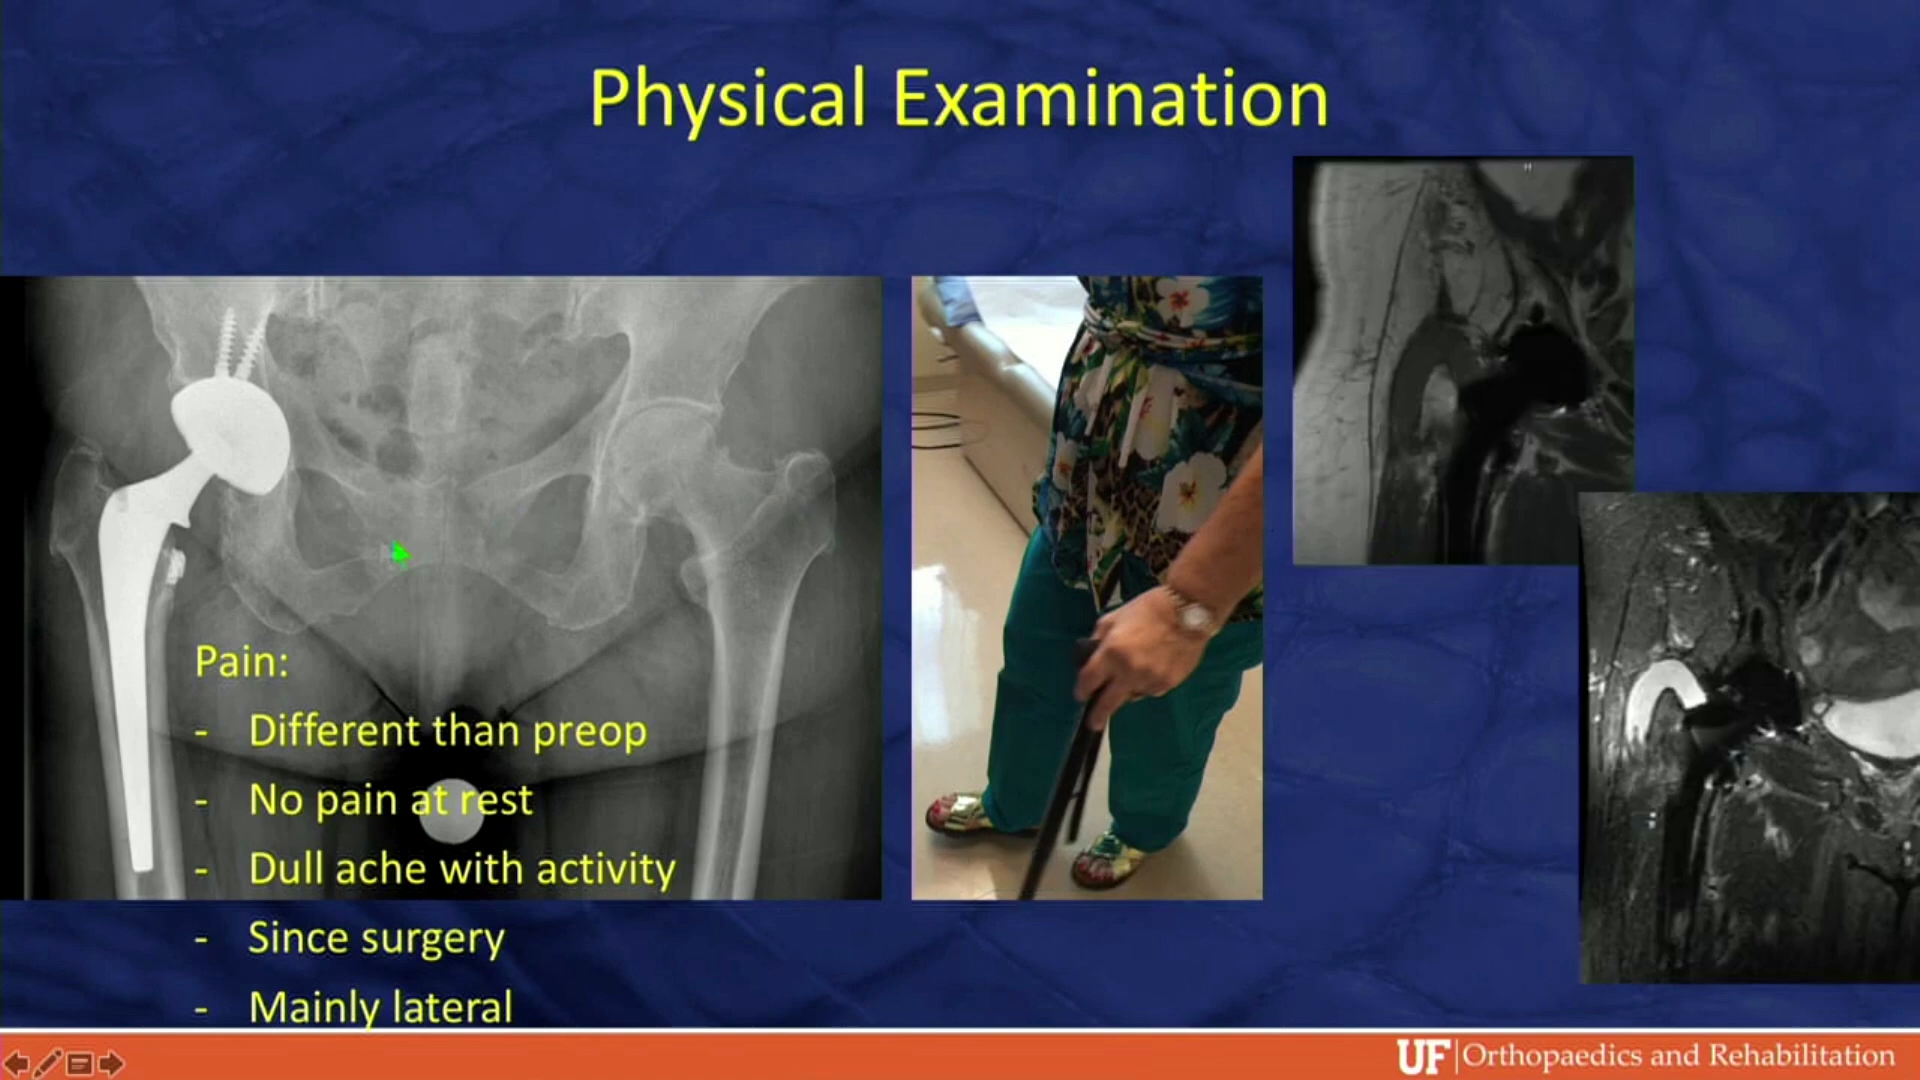 Physical Examination
Pain:
- Different than preop
- No pain at rest
- Dull ache with activity
- Since surgery
- Mainly lateral
UF | Orthopaedics and Rehabilitation